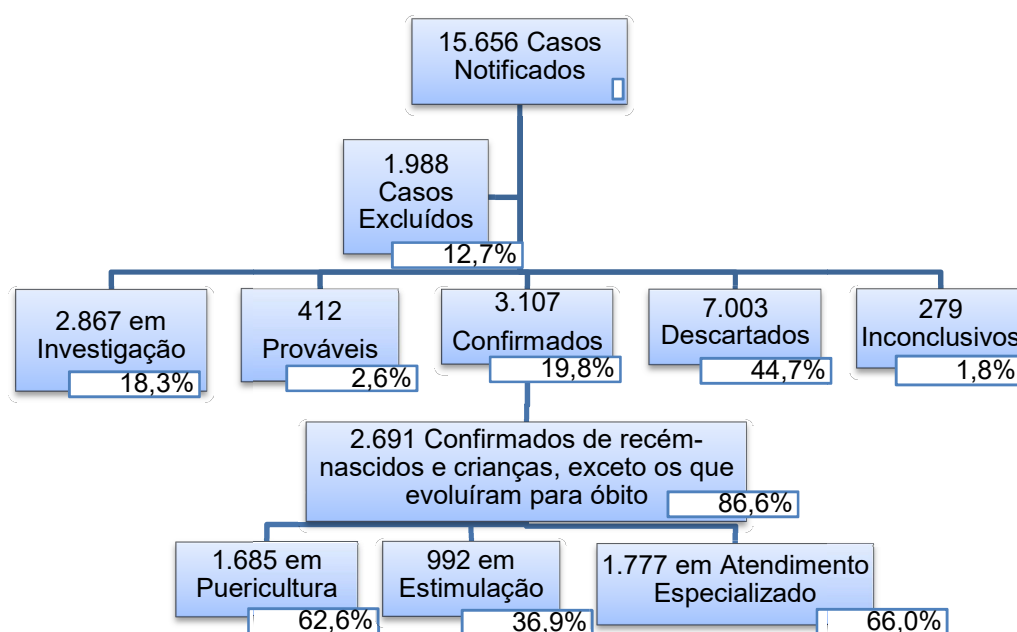 15.656 Casos
Notificados
1.988
Casos
Excluídos
12,7%
2.867 em
Investigação
18,3%
412
Prováveis
2,6%
3.107
Confirmados
19,8%
7.003
Descartados
44,7%
279
Inconclusivos
1,8%
2.691 Confirmados de recém-
nascidos e crianças, exceto os que
evoluíram para óbito
86,6%
1.685 em
Puericultura
62,6%
992 em
Estimulação
36,9%
1.777 em Atendimento
Especializado
66,0%